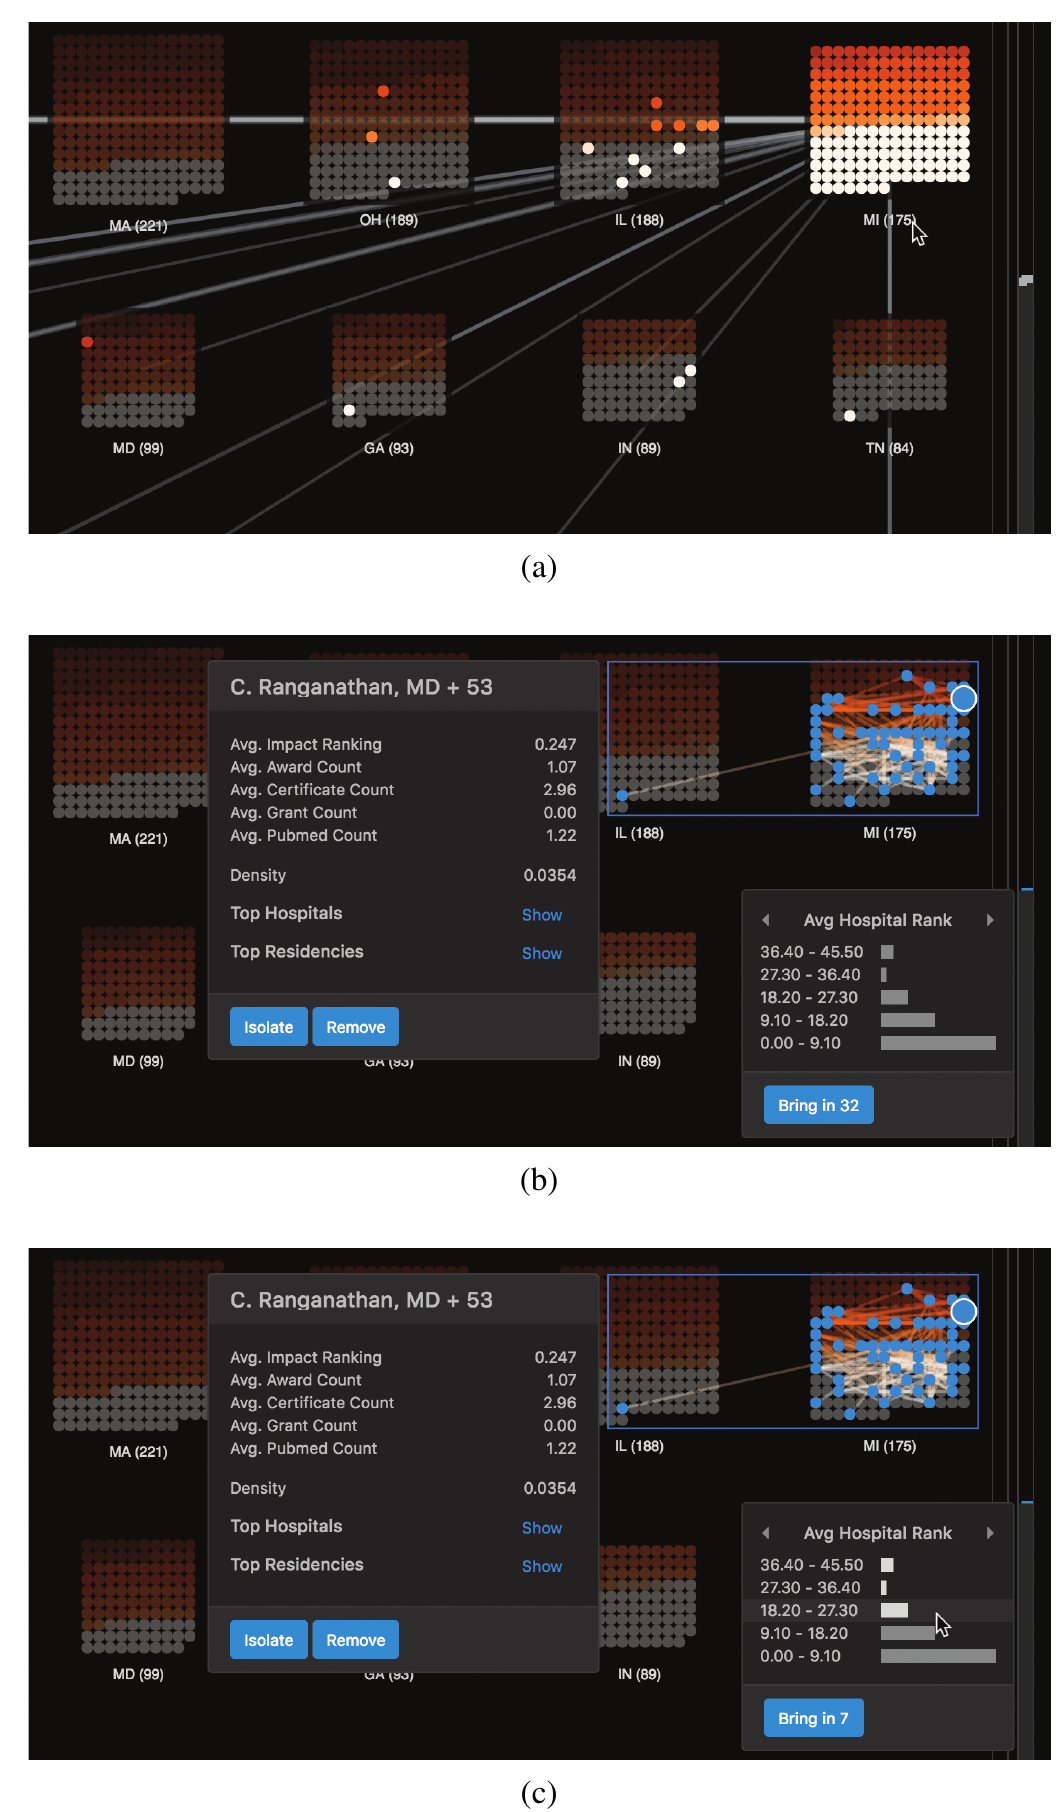 MA (221)
OH (189)
IL (188)
MI (175)
MD (99)
GA (93)
IN (89)
TN (84)
(a)
C. Ranganathan, MD + 53
Avg. Impact Ranking 0.247
Avg. Award Count 1.07
Avg. Certificate Count 2.96
Avg. Grant Count 0.00
Avg. Pubmed Count 1.22
Density 0.0354
Top Hospitals Show
Top Residencies Show
Isolate Remove
MA (221)
IL (188)
MI (175)
MD (99)
GA (93)
IN (89)
Avg Hospital Rank
36.40 - 45.50
27.30 - 36.40
18.20 - 27.30
9.10 - 18.20
0.00 - 9.10
Bring in 32
(b)
C. Ranganathan, MD + 53
Avg. Impact Ranking 0.247
Avg. Award Count 1.07
Avg. Certificate Count 2.96
Avg. Grant Count 0.00
Avg. Pubmed Count 1.22
Density 0.0354
Top Hospitals Show
Top Residencies Show
Isolate Remove
MA (221)
IL (188)
MI (175)
MD (99)
GA (93)
IN (89)
Avg Hospital Rank
36.40 - 45.50
27.30 - 36.40
18.20 - 27.30
9.10 - 18.20
0.00 - 9.10
Bring in 7
(c)